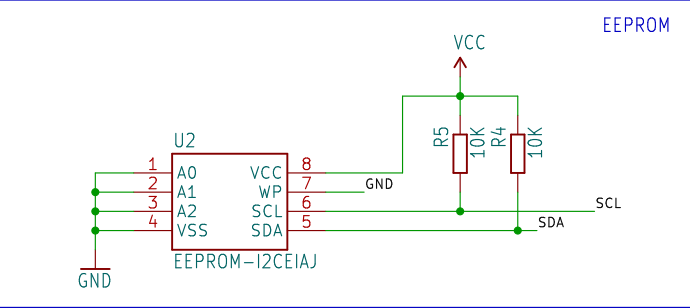 EEPROM
VCC
R5
10K
R4
10K
U2
1 A0 VCC 8
2 A1 WP 7 GND
3 A2 SCL 6 SCL
4 VSS SDA 5 SDA
EEPROM-I2CEIAJ
GND